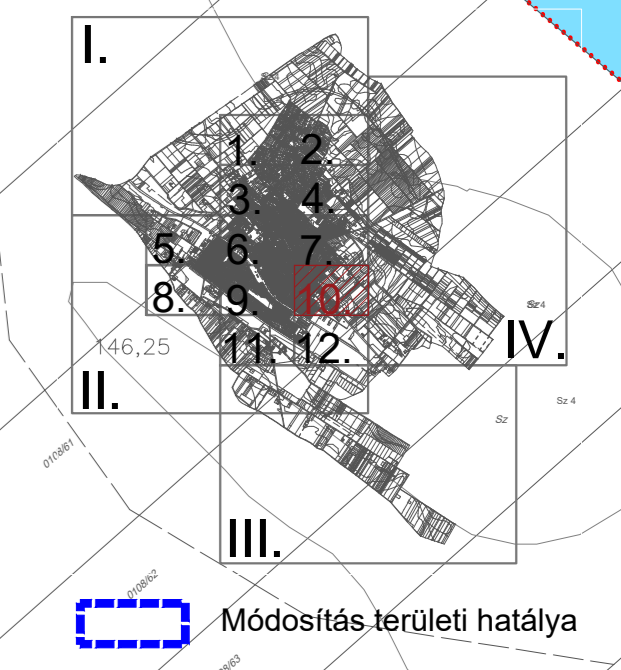 I.
1. 2.
3. 4.
5. 6. 7.
8. 9. 10.
11. 12.
146,25
II.
III.
IV.
Sz 4
Sz 4
Sz
0108/61
0108/62
Módosítás területi hatálya